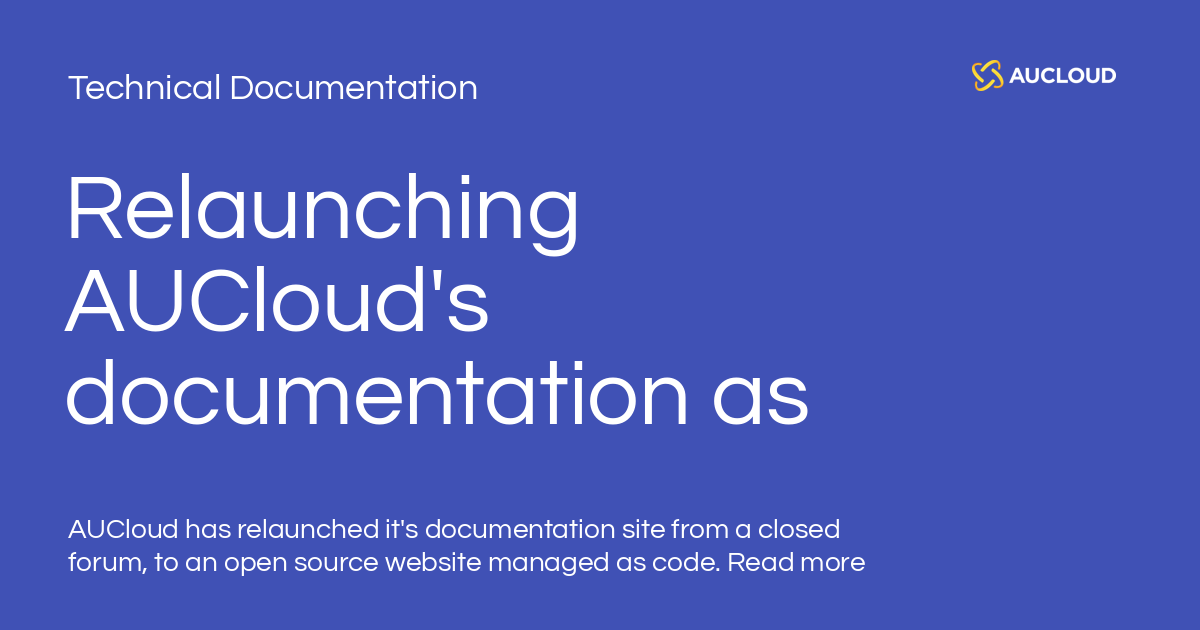 Technical Documentation
AUCLOUD
Relaunching
AUCloud's
documentation as
AUCloud has relaunched it's documentation site from a closed
forum, to an open source website managed as code. Read more